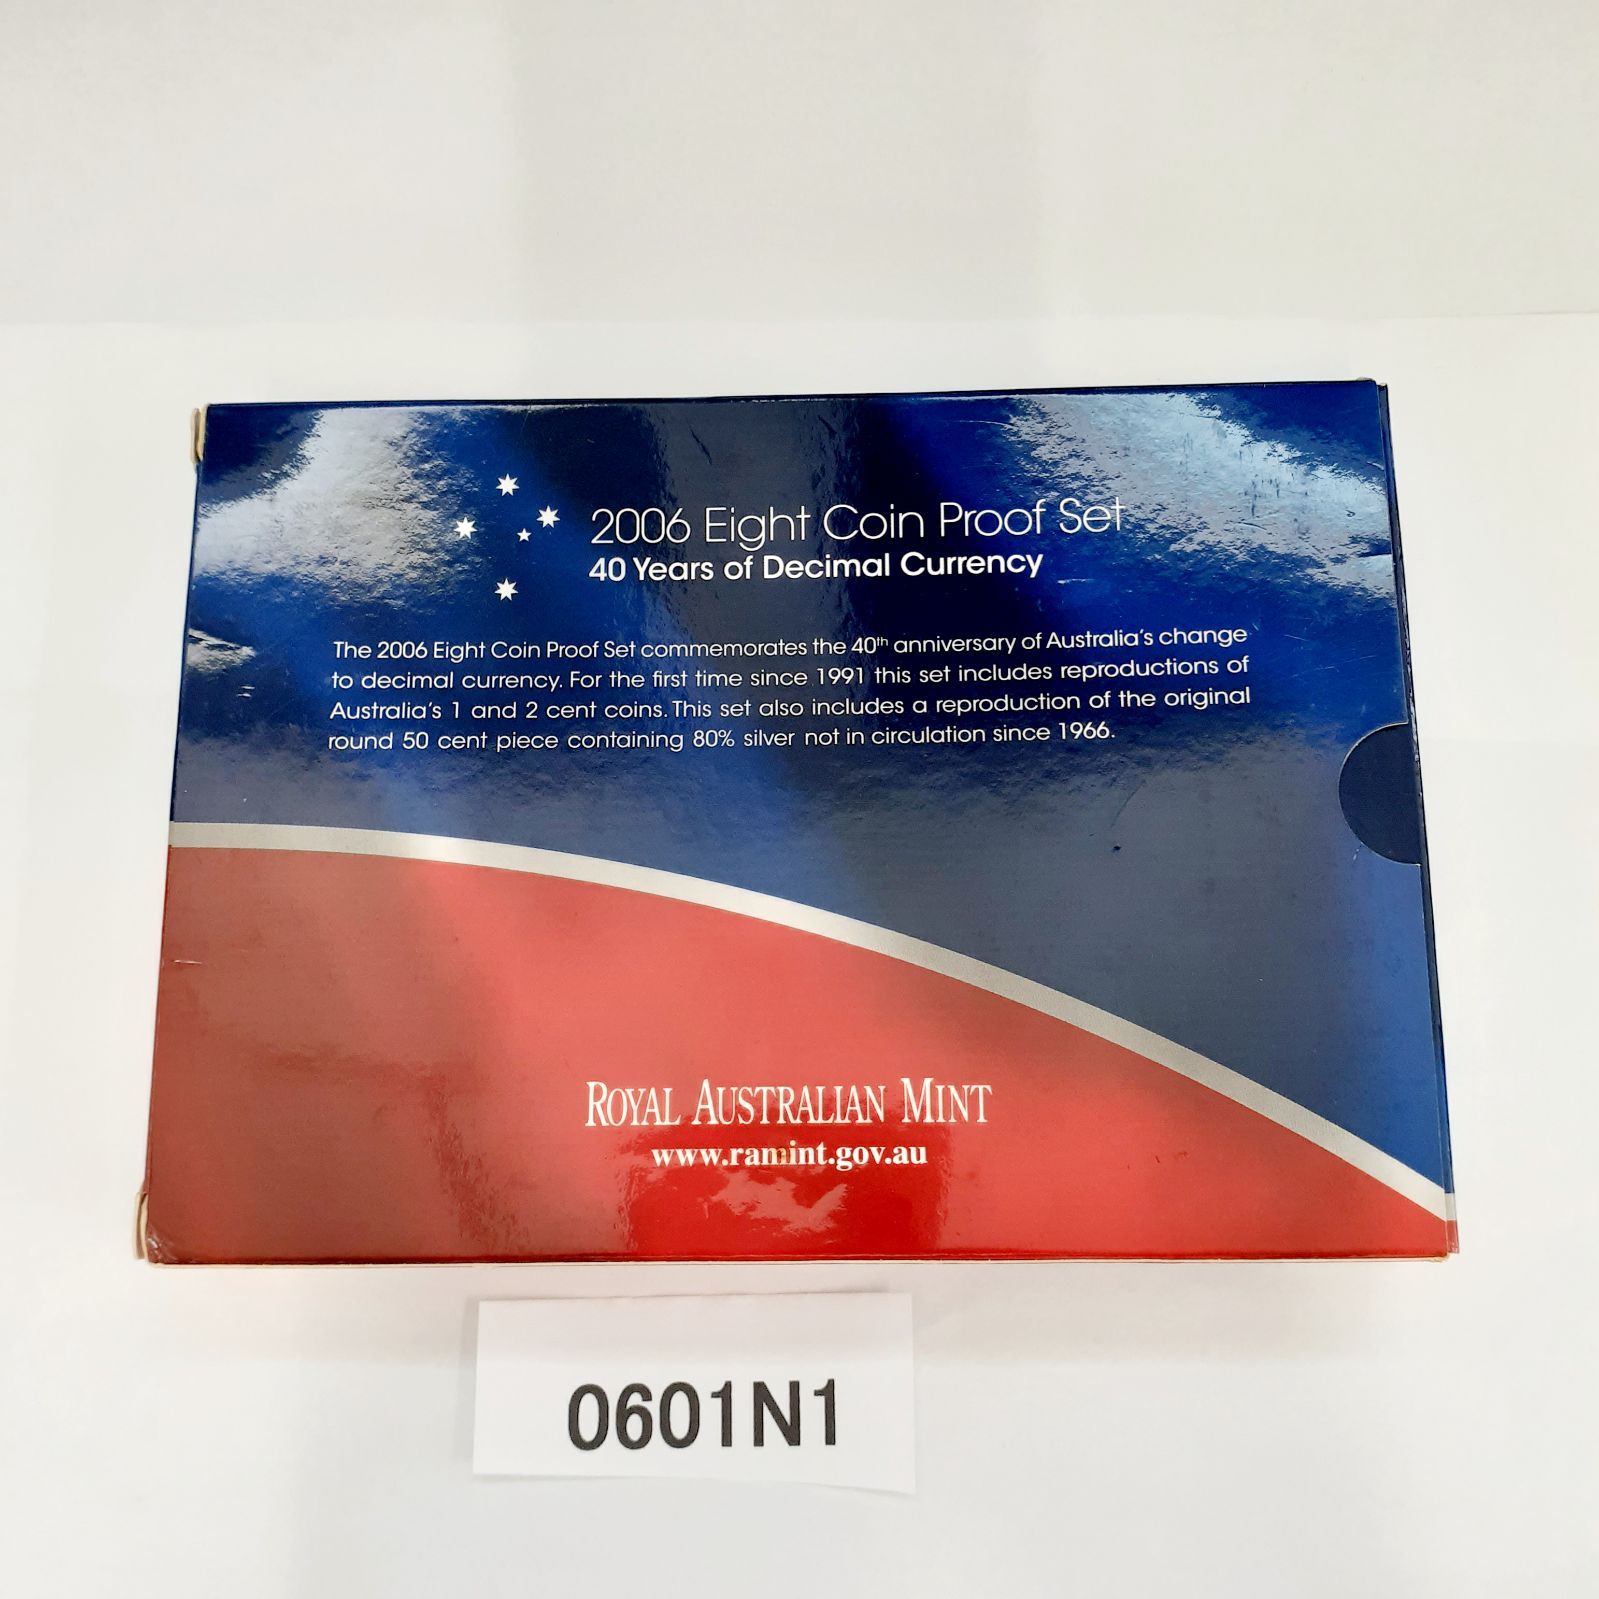 2006 Eight Coin Proof Set
40 Years of Decimal Currency
The 2006 Eight Coin Proof Set commemorates the 40th anniversary of Australia's change
to decimal currency. For the first time since 1991 this set includes reproductions of
Australia's 1 and 2 cent coins. This set also includes a reproduction of the original
round 50 cent piece containing 80% silver not in circulation since 1966.
ROYAL AUSTRALIAN MINT
www.ramint.gov.au
0601N1